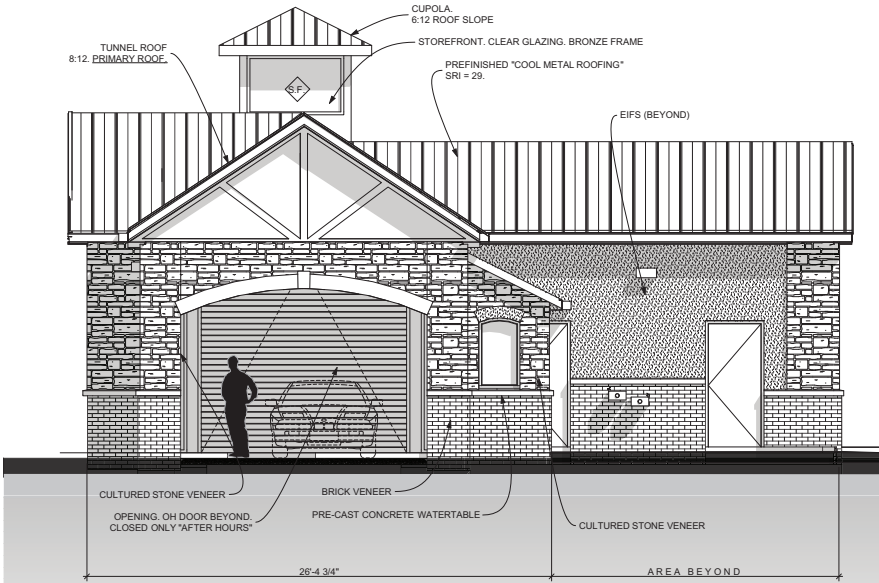 CUPOLA.
6:12 ROOF SLOPE
STOREFRONT. CLEAR GLAZING. BRONZE FRAME
TUNNEL ROOF
8:12. PRIMARY ROOF.
PREFINISHED "COOL METAL ROOFING"
SRI = 29.
S.F.
EIFS (BEYOND)
CULTURED STONE VENEER
BRICK VENEER
OPENING. OH DOOR BEYOND.
CLOSED ONLY "AFTER HOURS"
PRE-CAST CONCRETE WATERTABLE
CULTURED STONE VENEER
26'-4 3/4"
AREA BEYOND